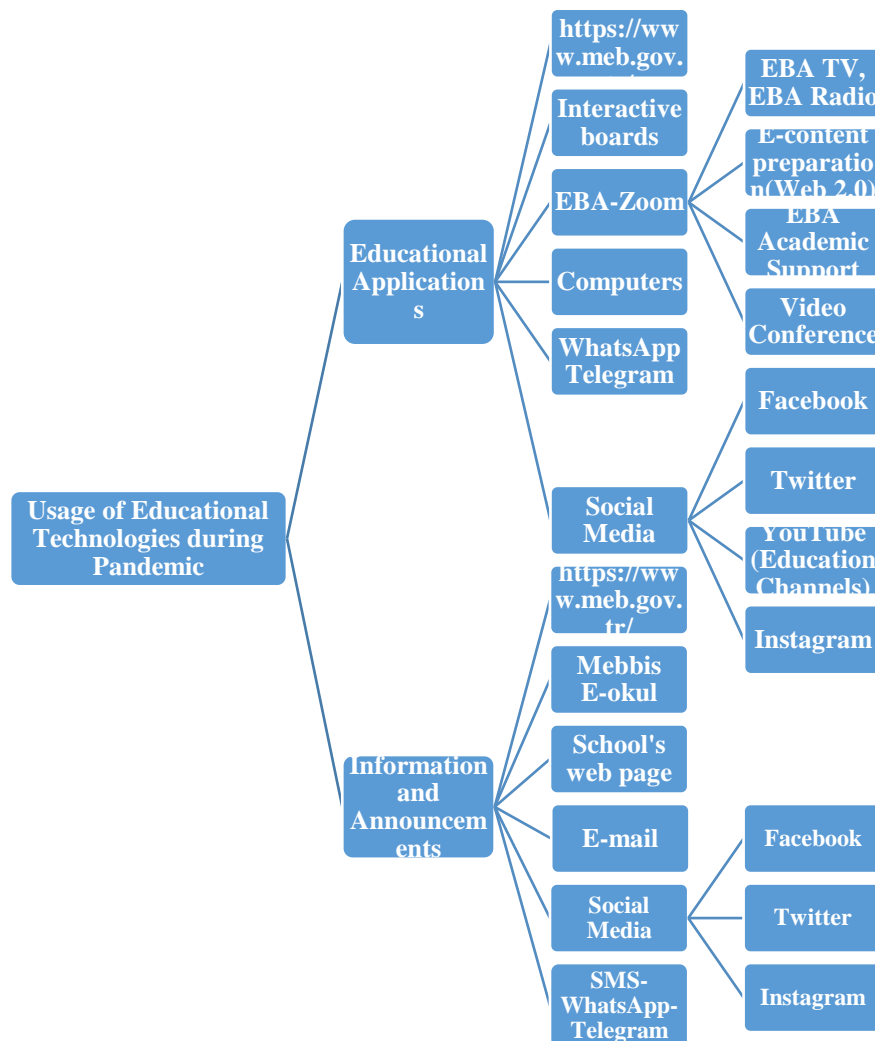 https://ww
w.meb.gov.
Interactive
boards
EBA-Zoom
Computers
WhatsApp
Telegram
Social
Media
EBA TV,
EBA Radio
E-content
preparatio
n(Web 2.0)
EBA
Academic
Support
Video
Conference
Facebook
Twitter
YouTube
(Education
Channels)
Instagram
Educational
Application
s
Usage of Educational
Technologies during
Pandemic
Information
and
Announcem
ents
https://ww
w.meb.gov.
tr/
Mebbis
E-okul
School's
web page
E-mail
Social
Media
SMS-
WhatsApp-
Telegram
Facebook
Twitter
Instagram